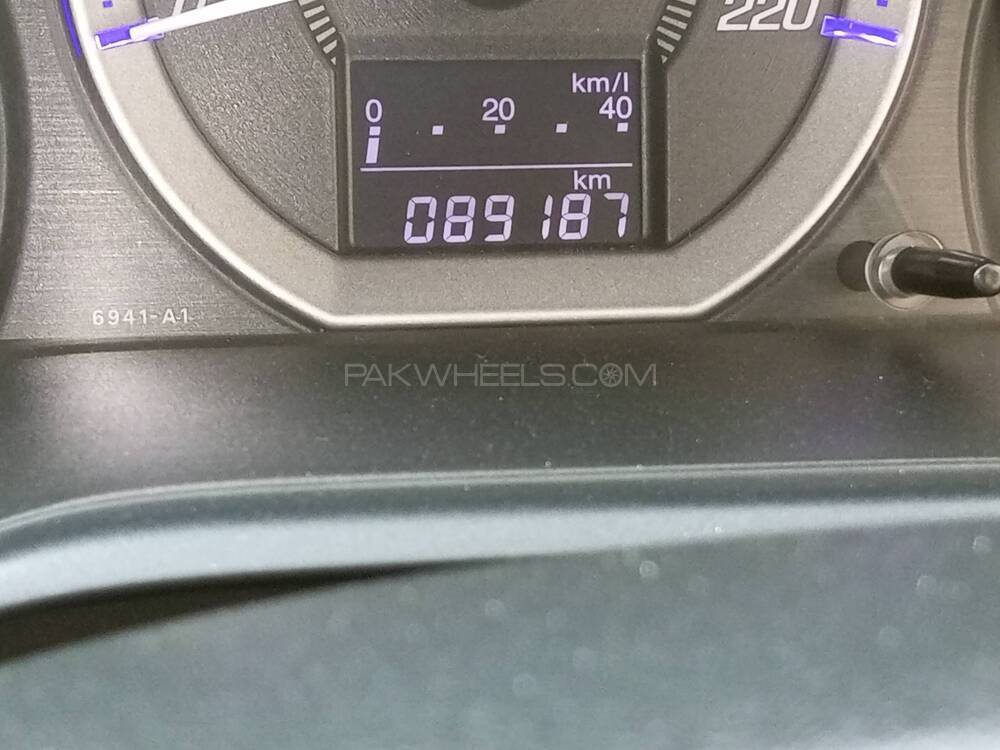 220
km/l
0 20 40
km
089187
6941-A1
PAKWHEELS.COM